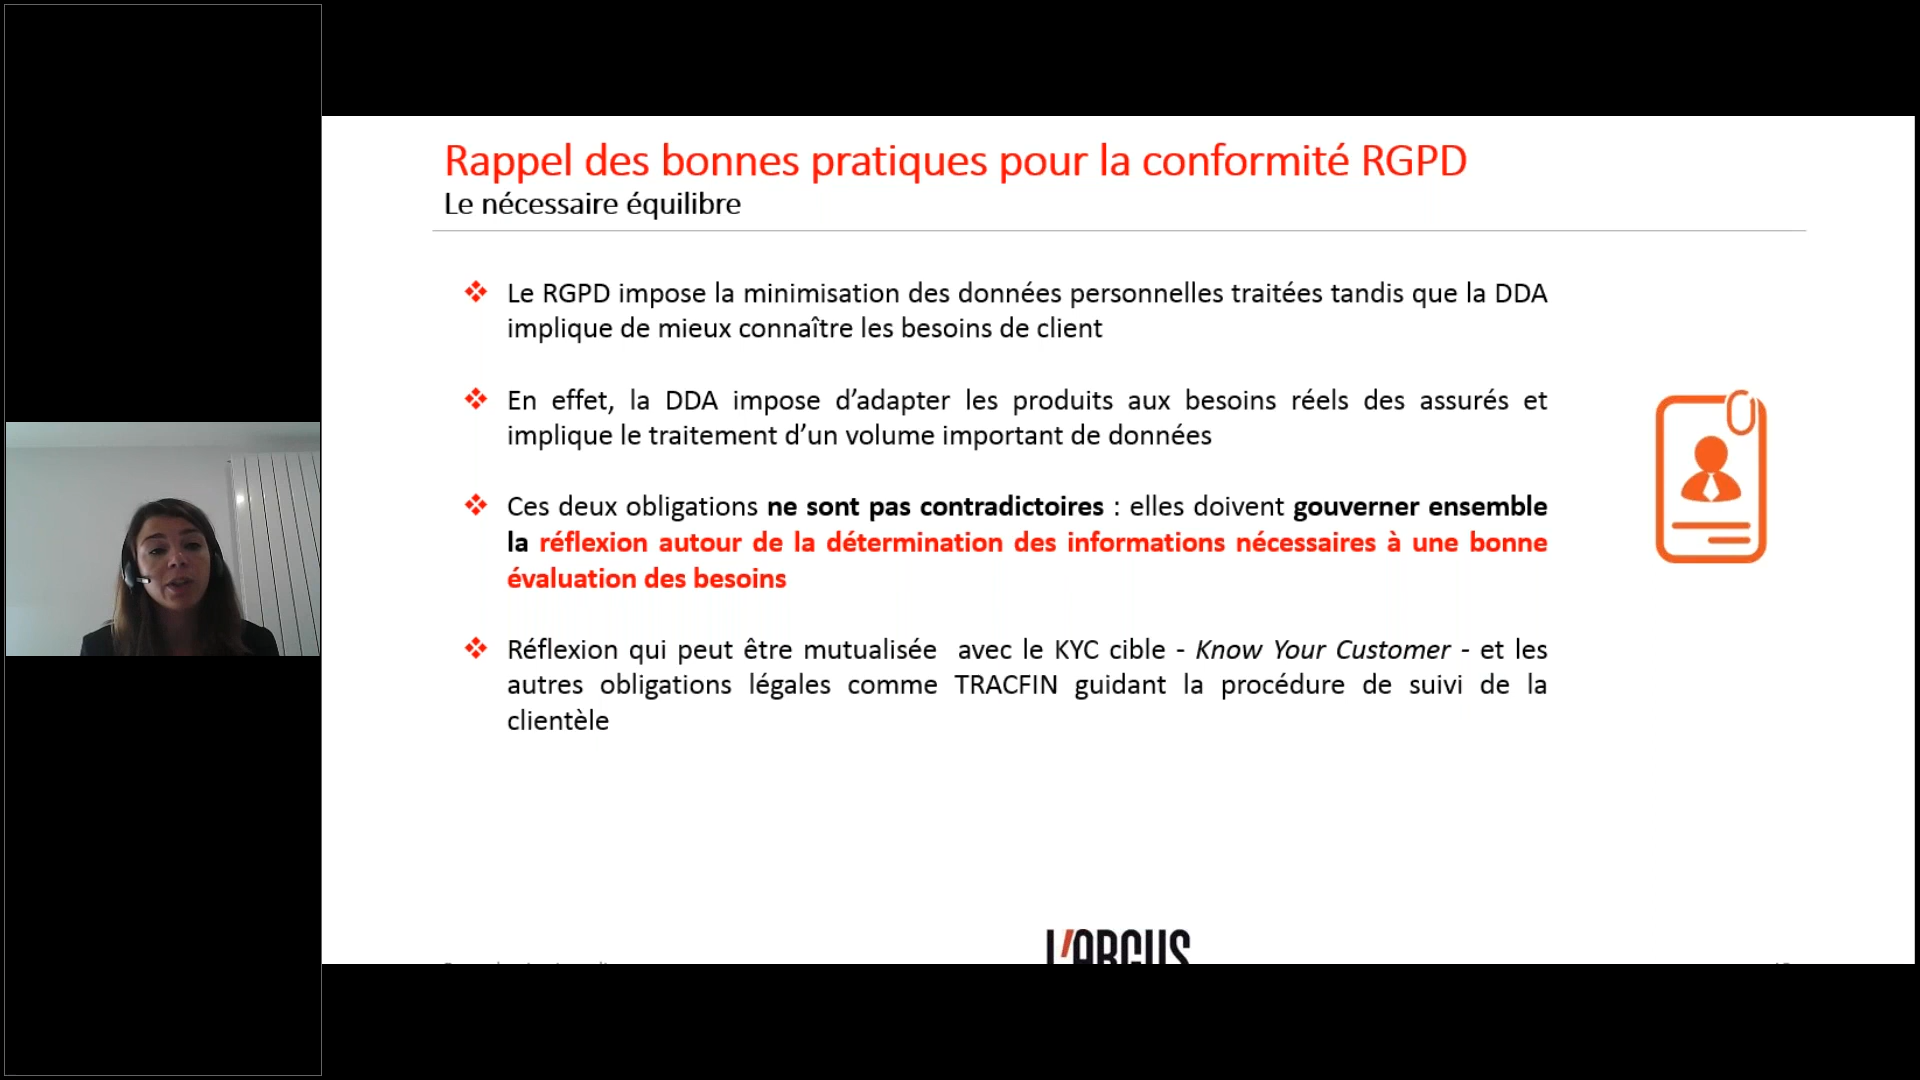 Rappel des bonnes pratiques pour la conformité RGPD
Le nécessaire équilibre
Le RGPD impose la minimisation des données personnelles traitées tandis que la DDA
implique de mieux connaître les besoins de client
En effet, la DDA impose d’adapter les produits aux besoins réels des assurés et
implique le traitement d’un volume important de données
Ces deux obligations ne sont pas contradictoires : elles doivent gouverner ensemble
la réflexion autour de la détermination des informations nécessaires à une bonne
évaluation des besoins
Réflexion qui peut être mutualisée avec le KYC cible - Know Your Customer - et les
autres obligations légales comme TRACFIN guidant la procédure de suivi de la
clientèle
L'ARGUS